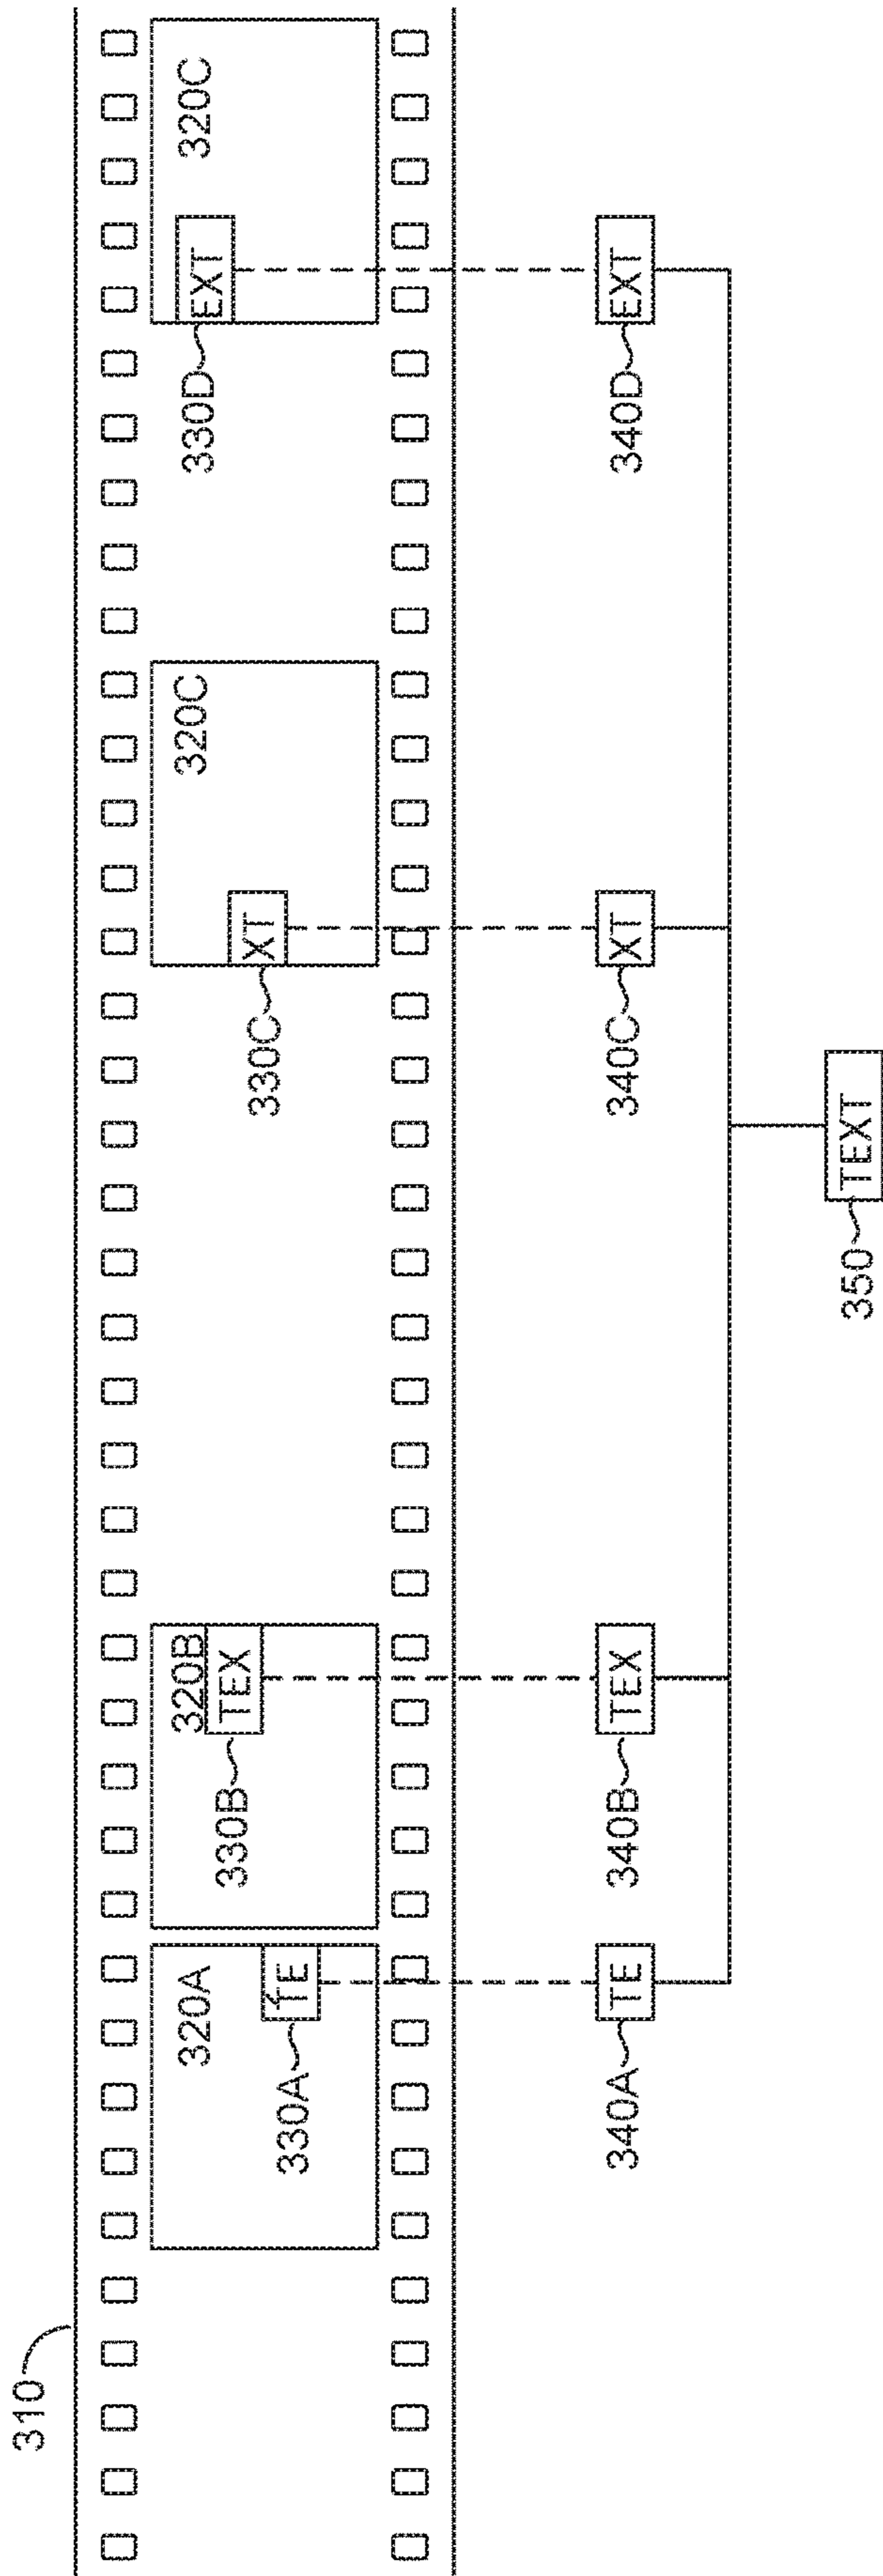 310
320A
320B
320C
320C
330A
TE
330B
TEX
330C
XT
330D
EXT
340A
TE
340B
TEX
340C
XT
340D
EXT
350
TEXT